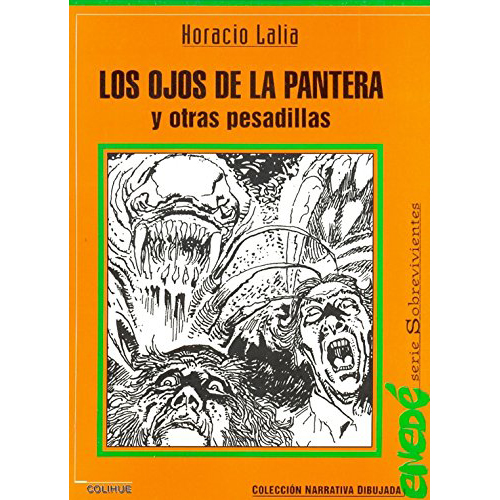 Horacio Lalia
LOS OJOS DE LA PANTERA
y otras pesadillas
serie Sobrevivientes
enedé
COLIHUE
COLECCIÓN NARRATIVA DIBUJADA